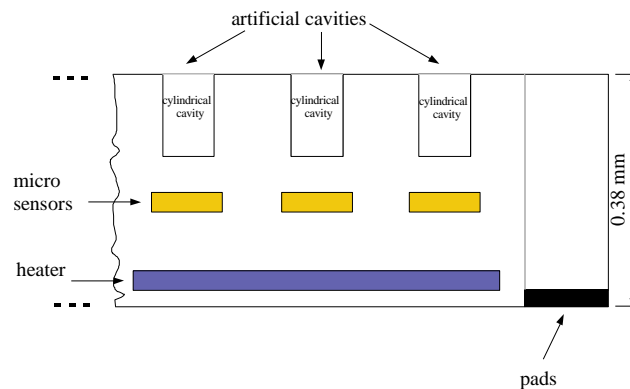 artificial cavities
cylindrical
cavity
cylindrical
cavity
cylindrical
cavity
micro
sensors
heater
0.38 mm
pads